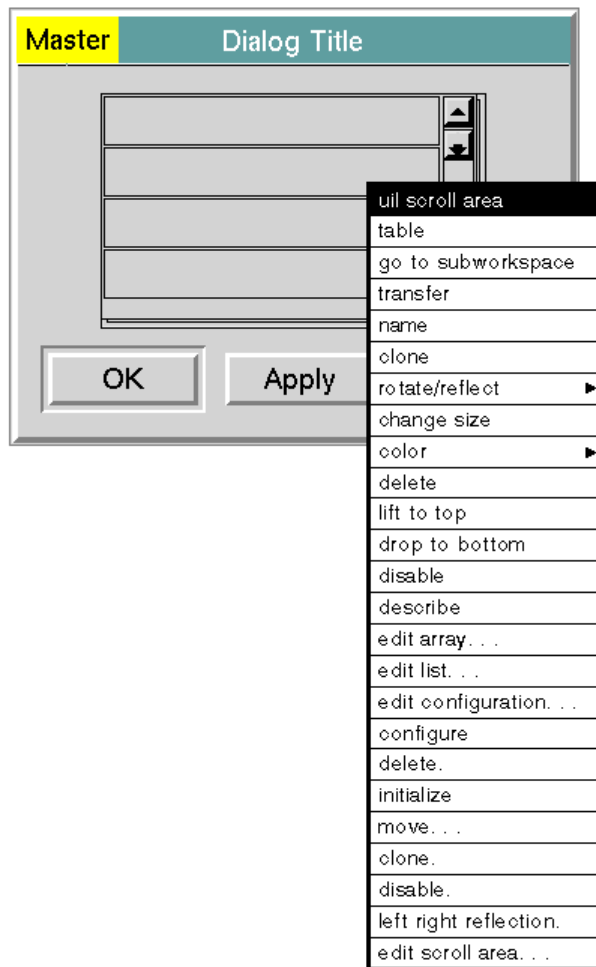 Master Dialog Title
OK Apply
uil scroll area
table
go to subworkspace
transfer
name
clone
rotate/reflect
change size
color
delete
lift to top
drop to bottom
disable
describe
edit array. . .
edit list. . .
edit configuration. . .
configure
delete.
initialize
move. . .
clone.
disable.
left right reflection.
edit scroll area. . .